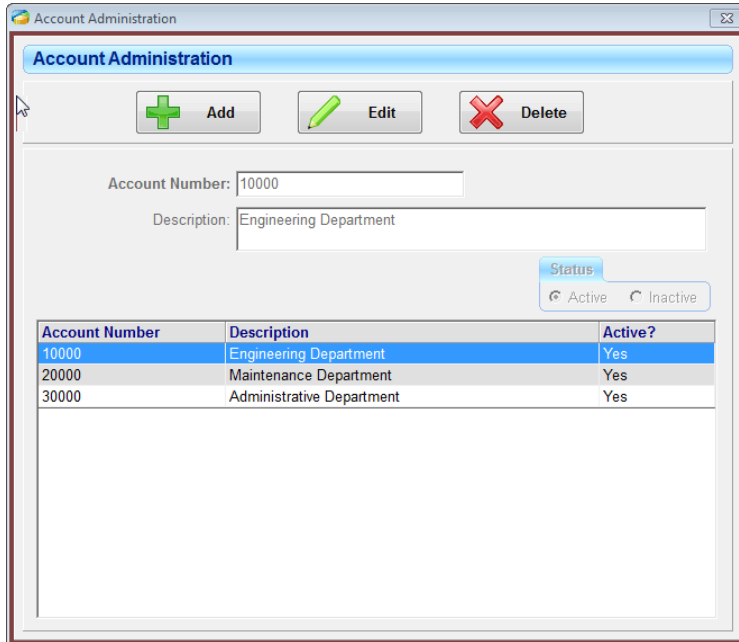 Account Administration
Account Administration
Add Edit Delete
Account Number: 10000
Description: Engineering Department
Status
Active Inactive
Account Number Description Active?
10000 Engineering Department Yes
20000 Maintenance Department Yes
30000 Administrative Department Yes